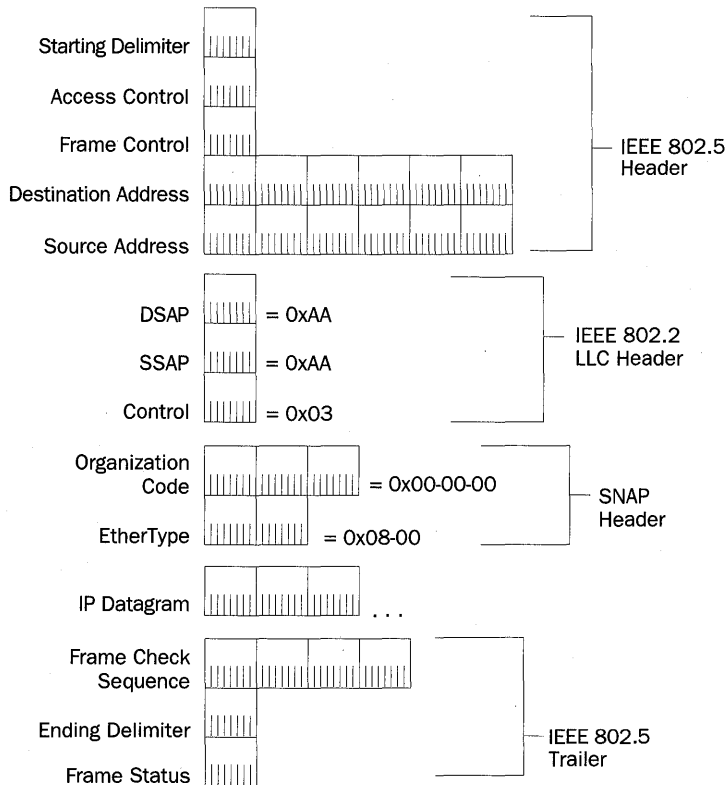 Starting Delimiter
Access Control
Frame Control
Destination Address
Source Address
IEEE 802.5
Header
DSAP
= 0xAA
SSAP
= 0xAA
Control
= 0x03
IEEE 802.2
LLC Header
Organization
Code
= 0x00-00-00
EtherType
= 0x08-00
SNAP
Header
IP Datagram
. . .
Frame Check
Sequence
Ending Delimiter
Frame Status
IEEE 802.5
Trailer